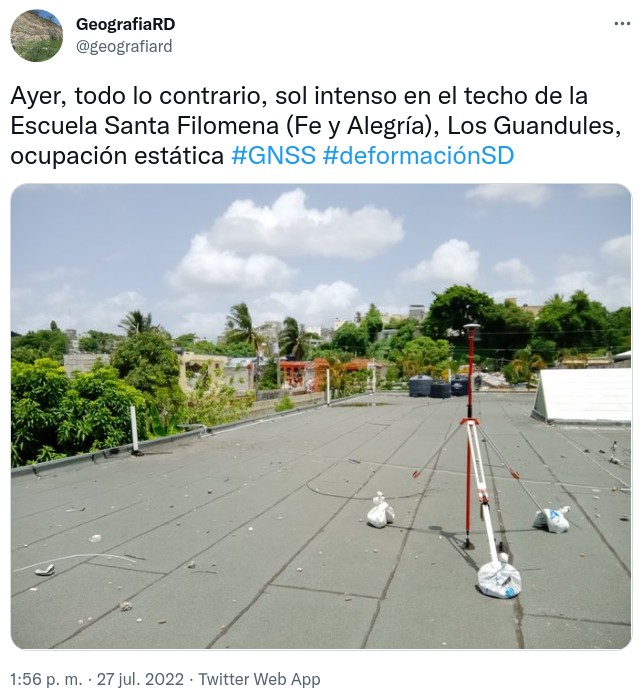 GeografiaRD
@geografiard
Ayer, todo lo contrario, sol intenso en el techo de la
Escuela Santa Filomena (Fe y Alegría), Los Guandules,
ocupación estática #GNSS #deformaciónSD
1:56 p. m. · 27 jul. 2022 · Twitter Web App